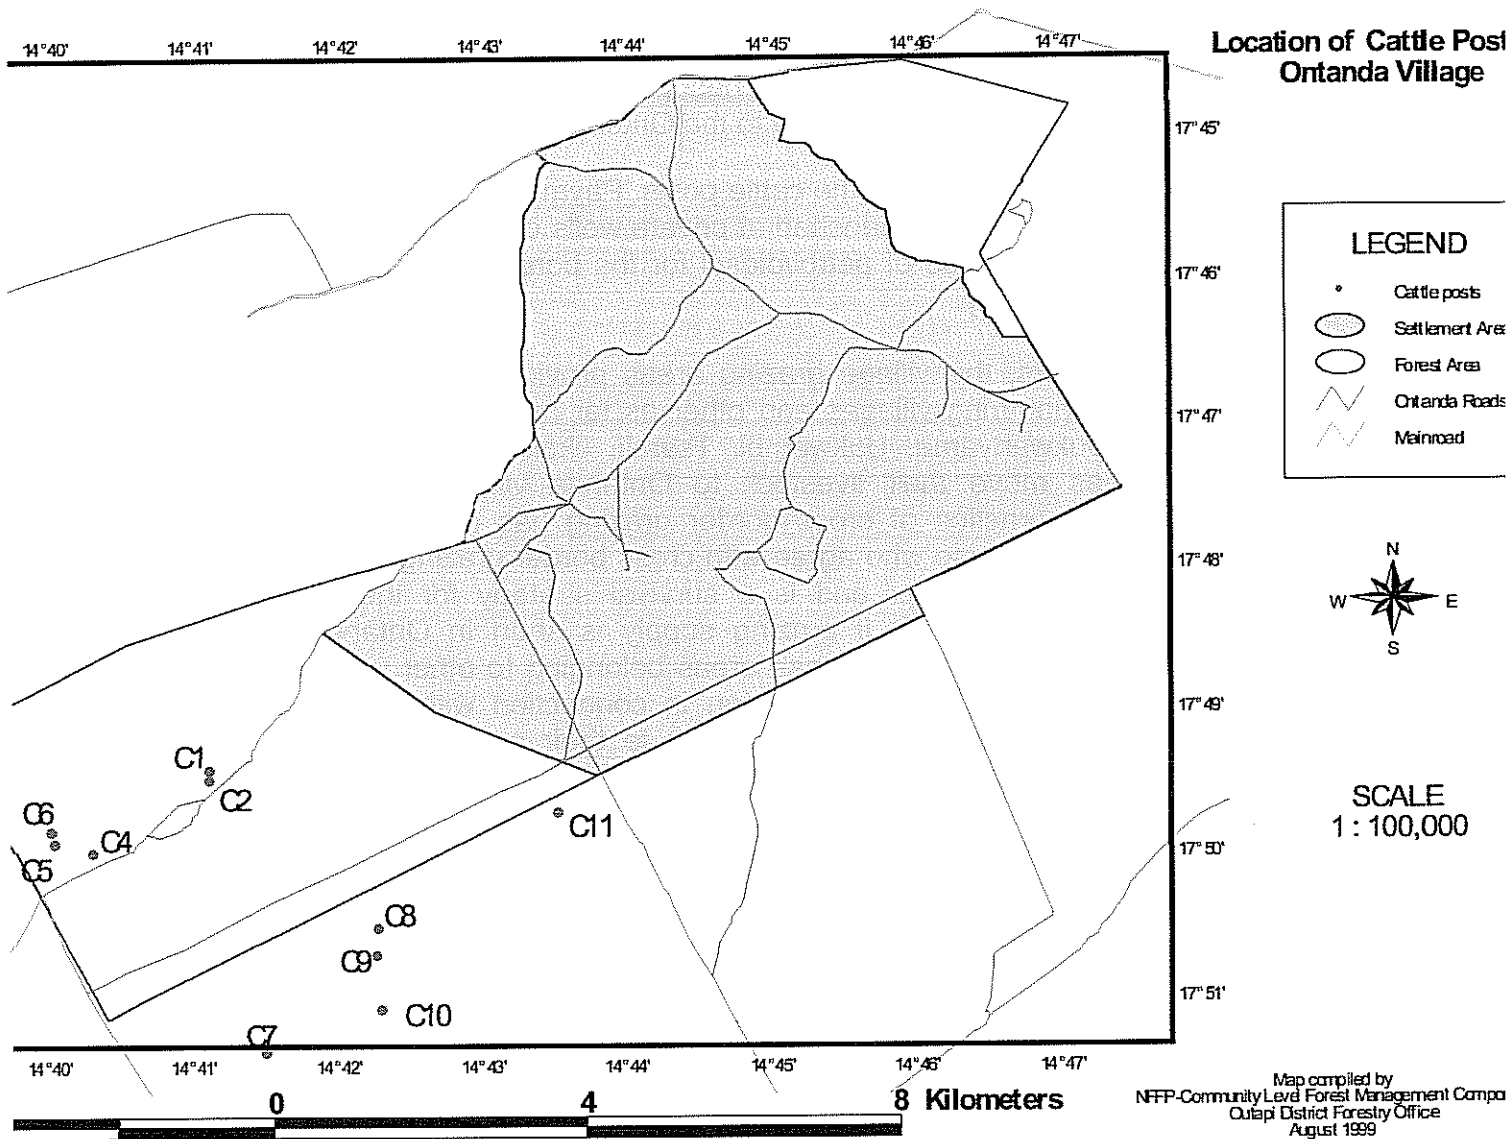 14°40' 14°41' 14°42' 14°43' 14°44' 14°45' 14°46' 14°47'
Location of Cattle Post
Ontanda Village
17°45'
17°46'
17°47'
17°48'
17°49'
17°50'
17°51'
LEGEND
Cattle posts
Settlement Are
Forest Area
Ontanda Roads
Mainroad
N
W E
S
SCALE
1 : 100,000
C1
C2
C6
C4
C5
C11
C8
C9
C10
C7
14°40' 14°41' 14°42' 14°43' 14°44' 14°45' 14°46' 14°47'
0 4 8 Kilometers
Map compiled by
NFFP-Community Level Forest Management Compo
Outapi District Forestry Office
August 1999